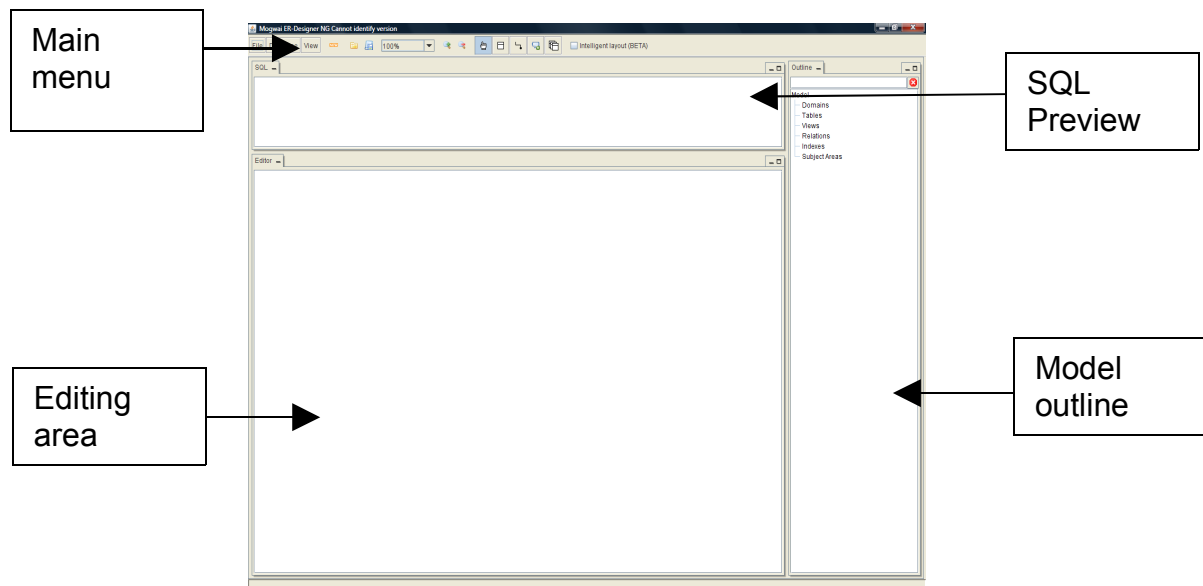 Main
menu
Mogwai ER-Designer NG Cannot identify version
File
View
100%
Intelligent layout (BETA)
SQL
Outline
SQL
Preview
Model
Domains
Tables
Views
Relations
Indexes
Subject Areas
Editor
Editing
area
Model
outline